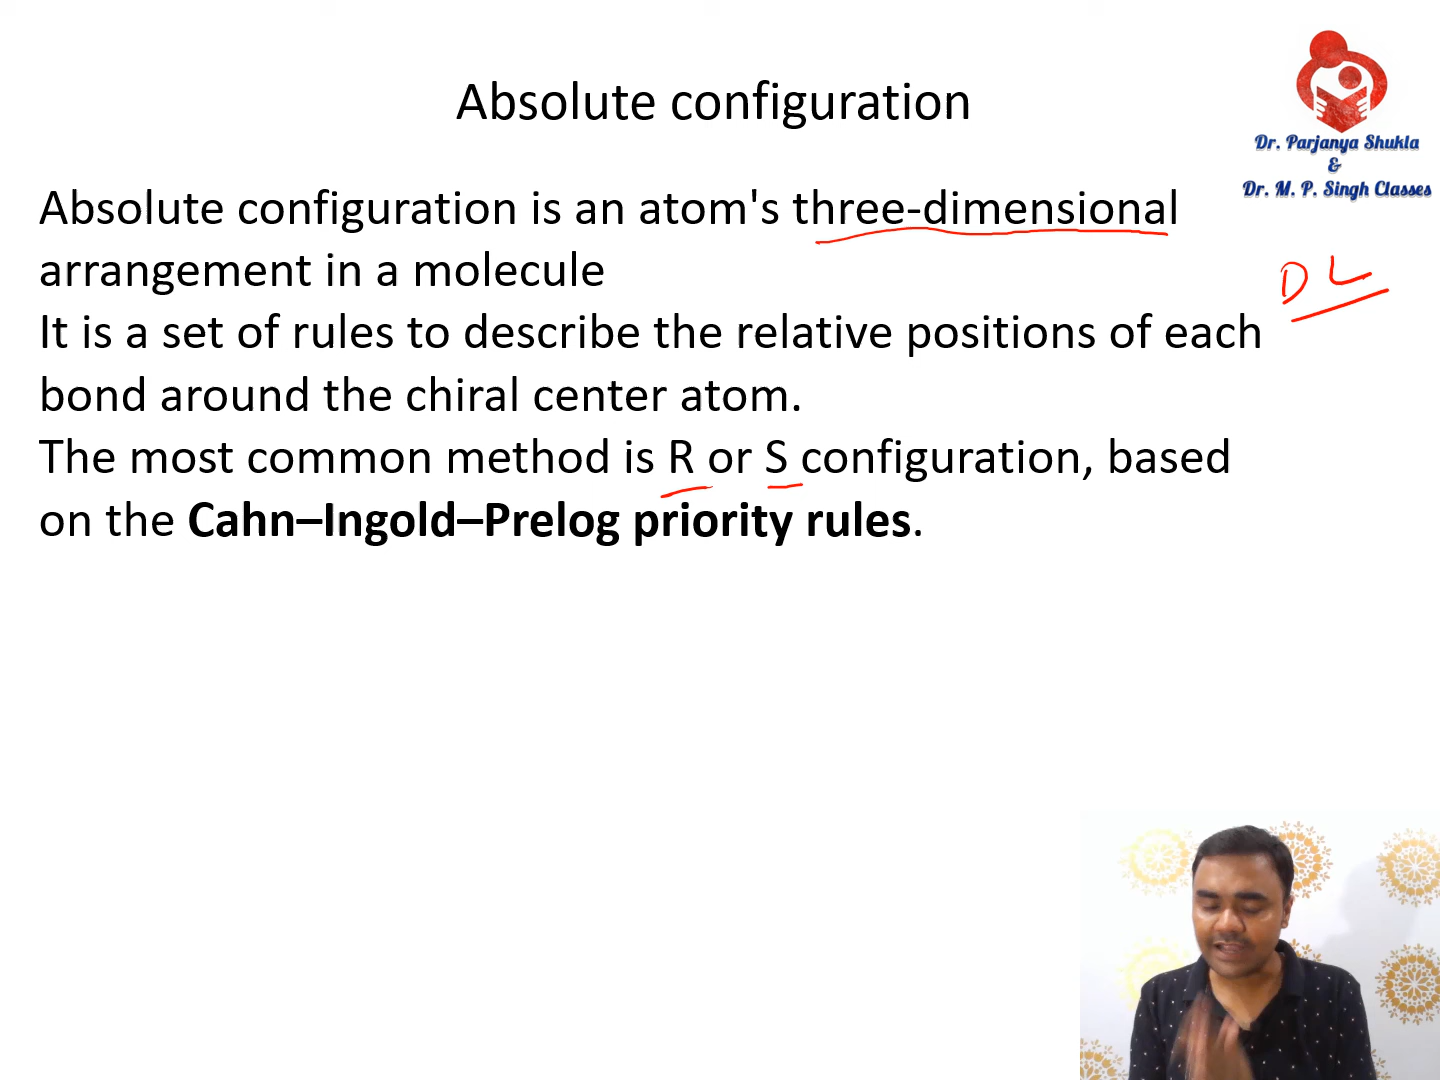 Absolute configuration
Dr. Parjanya Shukla
&
Dr. M. P. Singh Classes
Absolute configuration is an atom's three-dimensional
arrangement in a molecule
D L
It is a set of rules to describe the relative positions of each
bond around the chiral center atom.
The most common method is R or S configuration, based
on the Cahn–Ingold–Prelog priority rules.